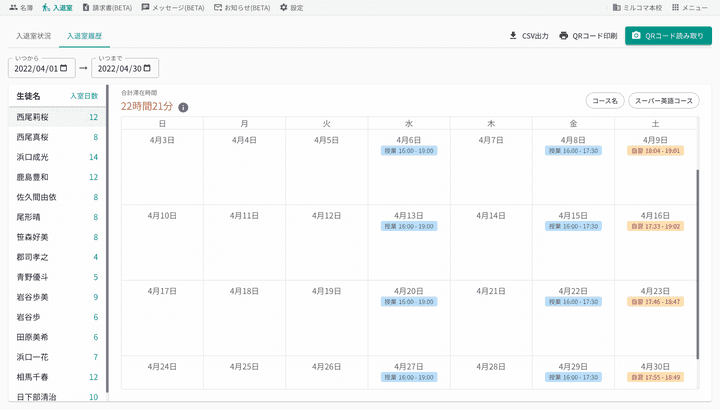 名簿 入退室 請求書(BETA) メッセージ(BETA) お知らせ(BETA) 設定 ミルコマ本校 メニュー
入退室状況 入退室履歴 CSV出力 QRコード印刷 QRコード読み取り
いつから いつまで
2022/04/01 → 2022/04/30
生徒名 入室日数
西尾莉桜 12
西尾真桜 8
浜口成光 14
鹿島豊和 12
佐久間由依 8
尾形晴 8
笹森好美 8
郡司孝之 4
青野優斗 5
岩谷歩美 9
岩谷歩 6
田原美希 6
浜口一花 7
相馬千春 12
日下部清治 10
合計滞在時間
22時間21分
コース名 スーパー英語コース
日 月 火 水 木 金 土
4月3日 4月4日 4月5日 4月6日 4月7日 4月8日 4月9日
授業 16:00 - 19:00 授業 16:00 - 17:30 自習 18:04 - 19:01
4月10日 4月11日 4月12日 4月13日 4月14日 4月15日 4月16日
授業 16:00 - 19:00 授業 16:00 - 17:30 自習 17:33 - 19:02
4月17日 4月18日 4月19日 4月20日 4月21日 4月22日 4月23日
授業 16:00 - 19:00 授業 16:00 - 17:30 自習 17:46 - 18:47
4月24日 4月25日 4月26日 4月27日 4月28日 4月29日 4月30日
授業 16:00 - 19:00 授業 16:00 - 17:30 自習 17:55 - 18:49